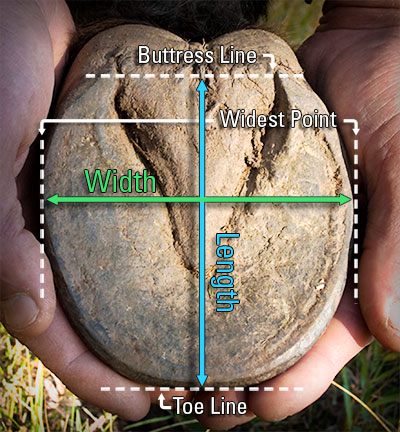 Buttress Line
Widest Point
Width
Length
Toe Line